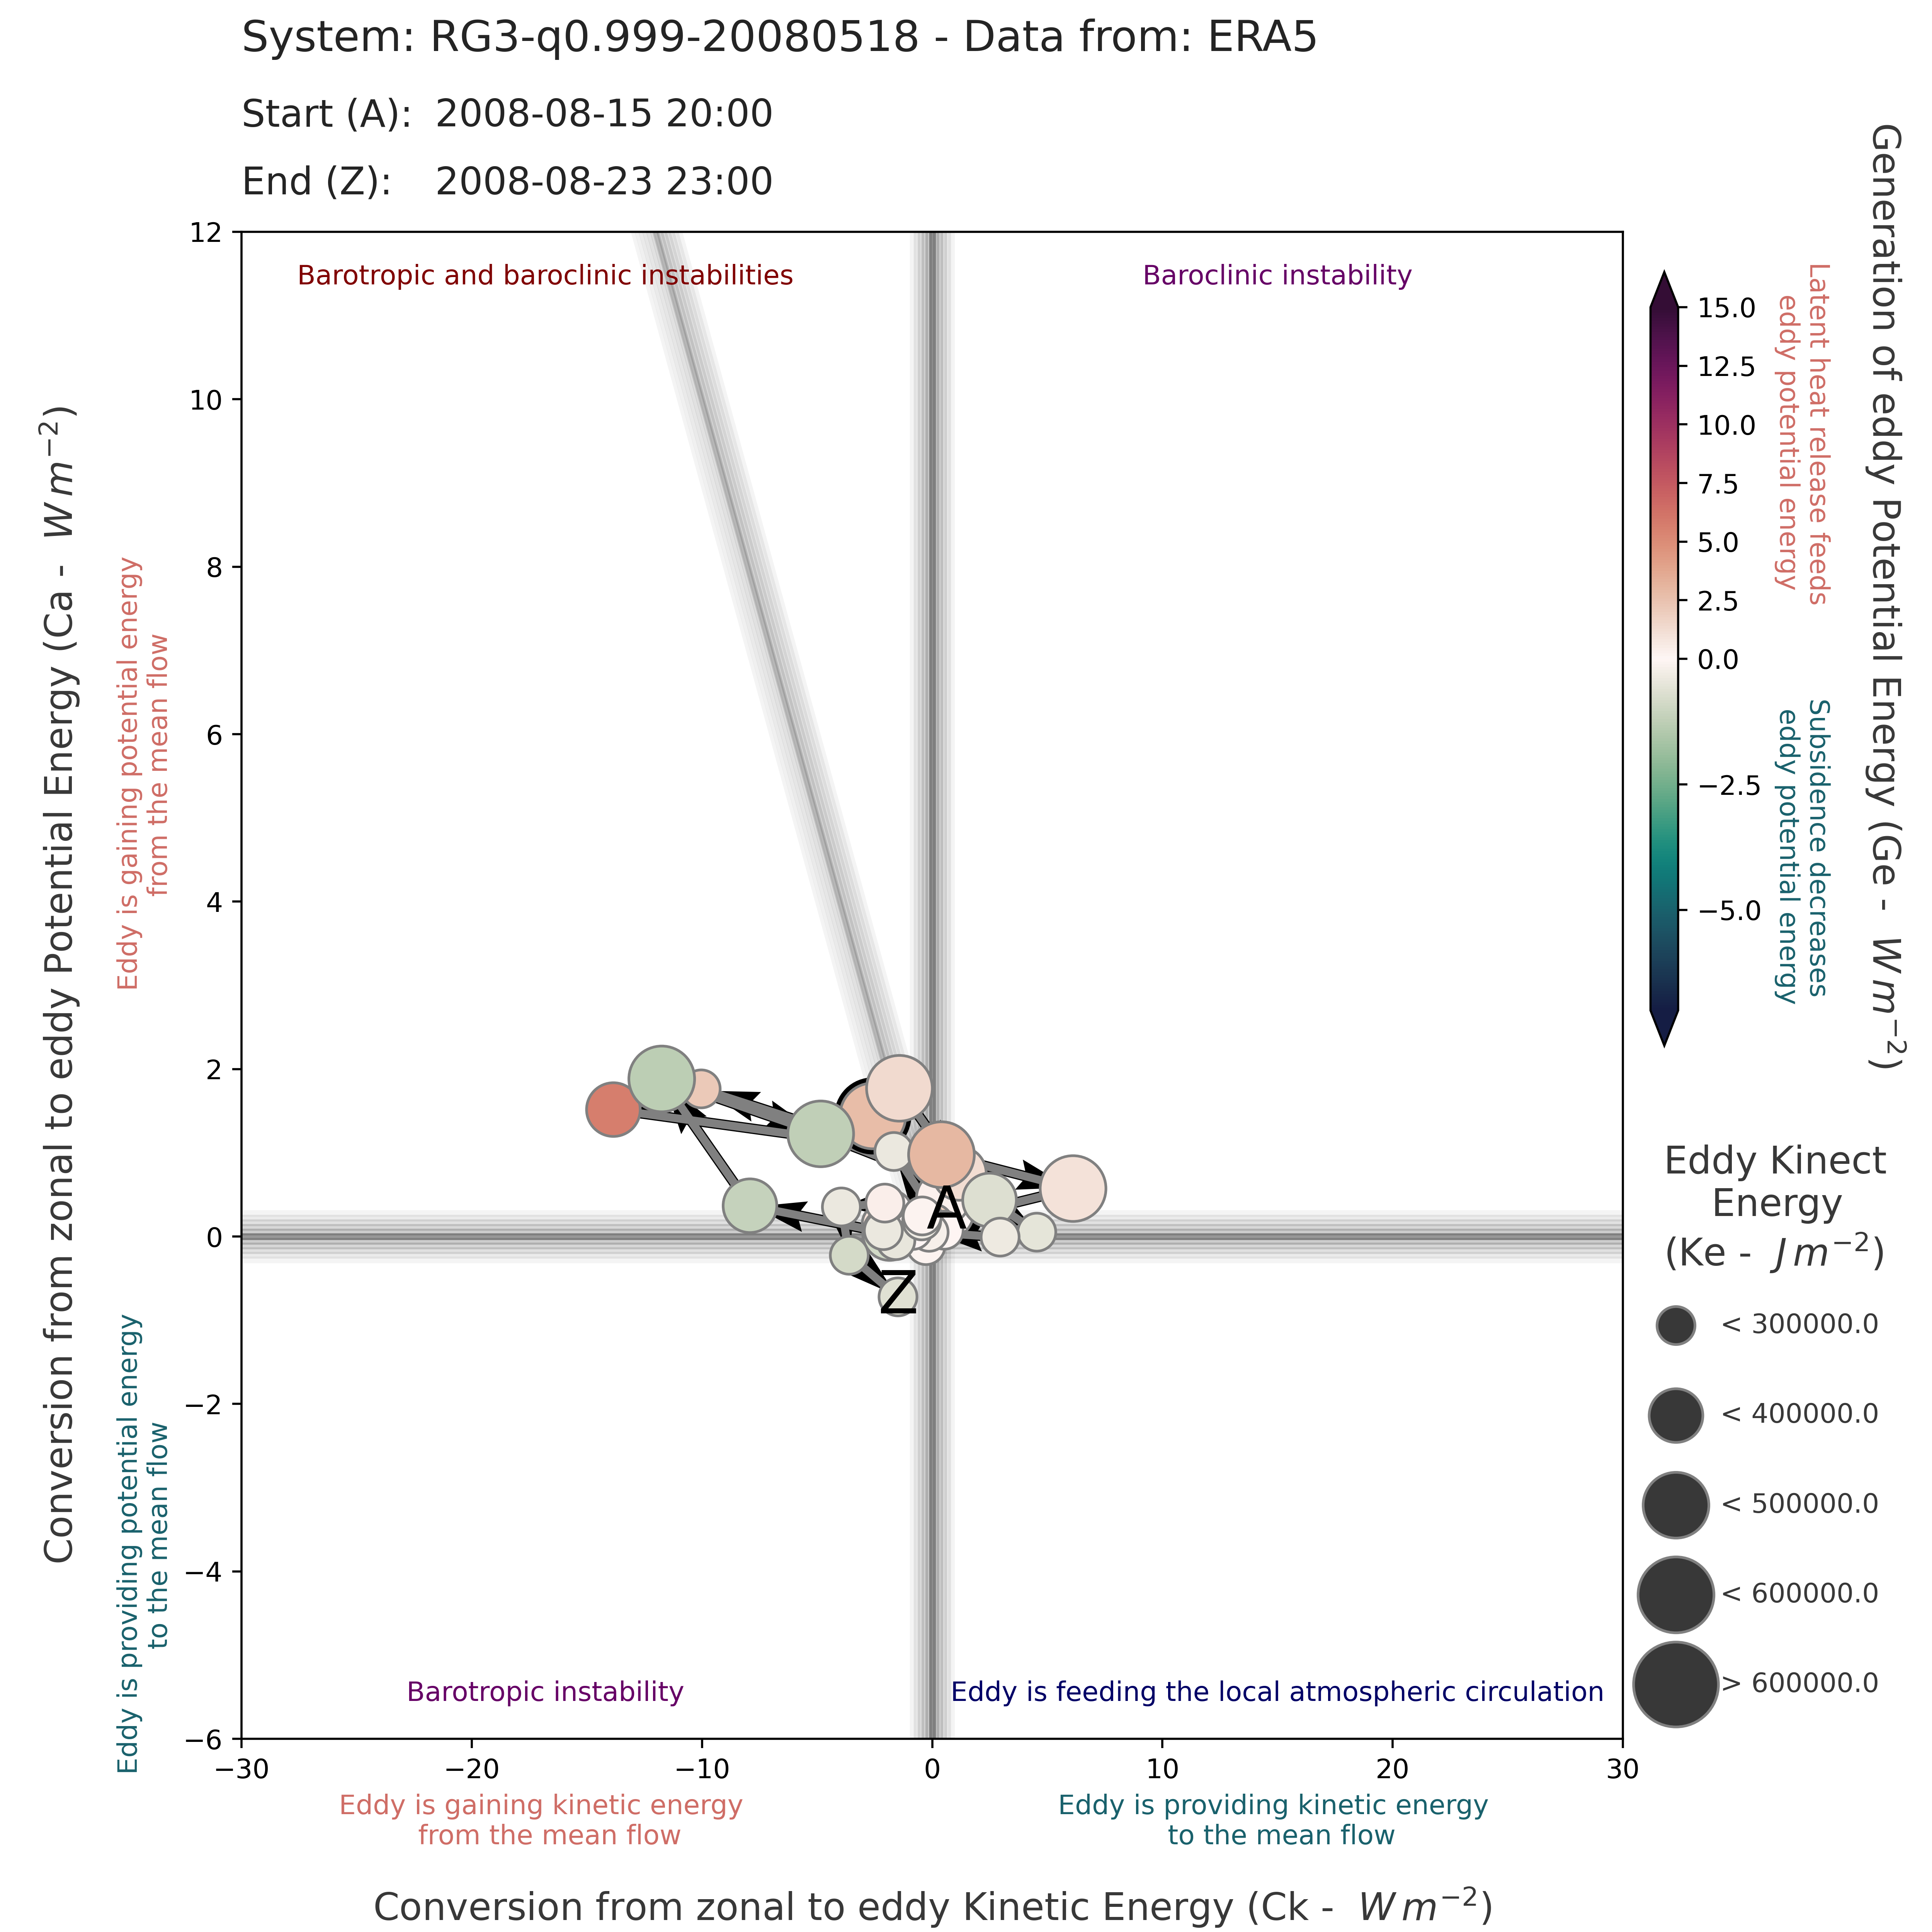 System: RG3-q0.999-20080518 - Data from: ERA5
Start (A): 2008-08-15 20:00
End (Z): 2008-08-23 23:00
Conversion from zonal to eddy Potential Energy (Ca - W m⁻²)
Eddy is gaining potential energy
from the mean flow
Eddy is providing potential energy
to the mean flow
12
10
8
6
4
2
0
−2
−4
−6
Barotropic and baroclinic instabilities
Baroclinic instability
A
Z
Barotropic instability
Eddy is feeding the local atmospheric circulation
−30
−20
−10
0
10
20
30
Eddy is gaining kinetic energy
from the mean flow
Eddy is providing kinetic energy
to the mean flow
Conversion from zonal to eddy Kinetic Energy (Ck - W m⁻²)
15.0
12.5
10.0
7.5
5.0
2.5
0.0
−2.5
−5.0
Latent heat release feeds
eddy potential energy
Subsidence decreases
eddy potential energy
Generation of eddy Potential Energy (Ge - W m⁻²)
Eddy Kinect
Energy
(Ke - J m⁻²)
< 300000.0
< 400000.0
< 500000.0
< 600000.0
> 600000.0